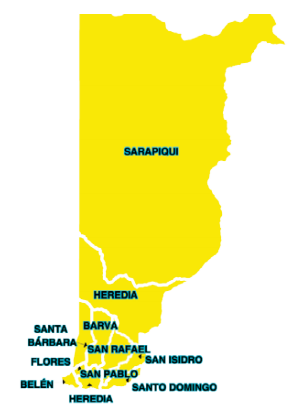 SARAPIQUI
HEREDIA
SANTA
BÁRBARA
BARVA
SAN RAFAEL
SAN ISIDRO
FLORES
SAN PABLO
BELÉN
SANTO DOMINGO
HEREDIA